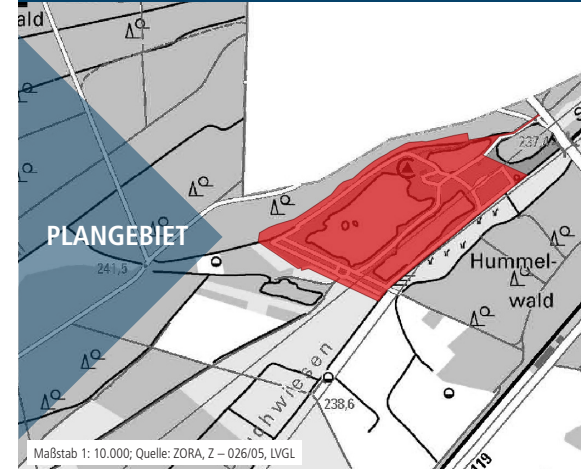 ald
237,
PLANGEBIET
241,5
Hummel-
wald
wiesen
238,6
119
Maßstab 1: 10.000; Quelle: ZORA, Z – 026/05, LVGL